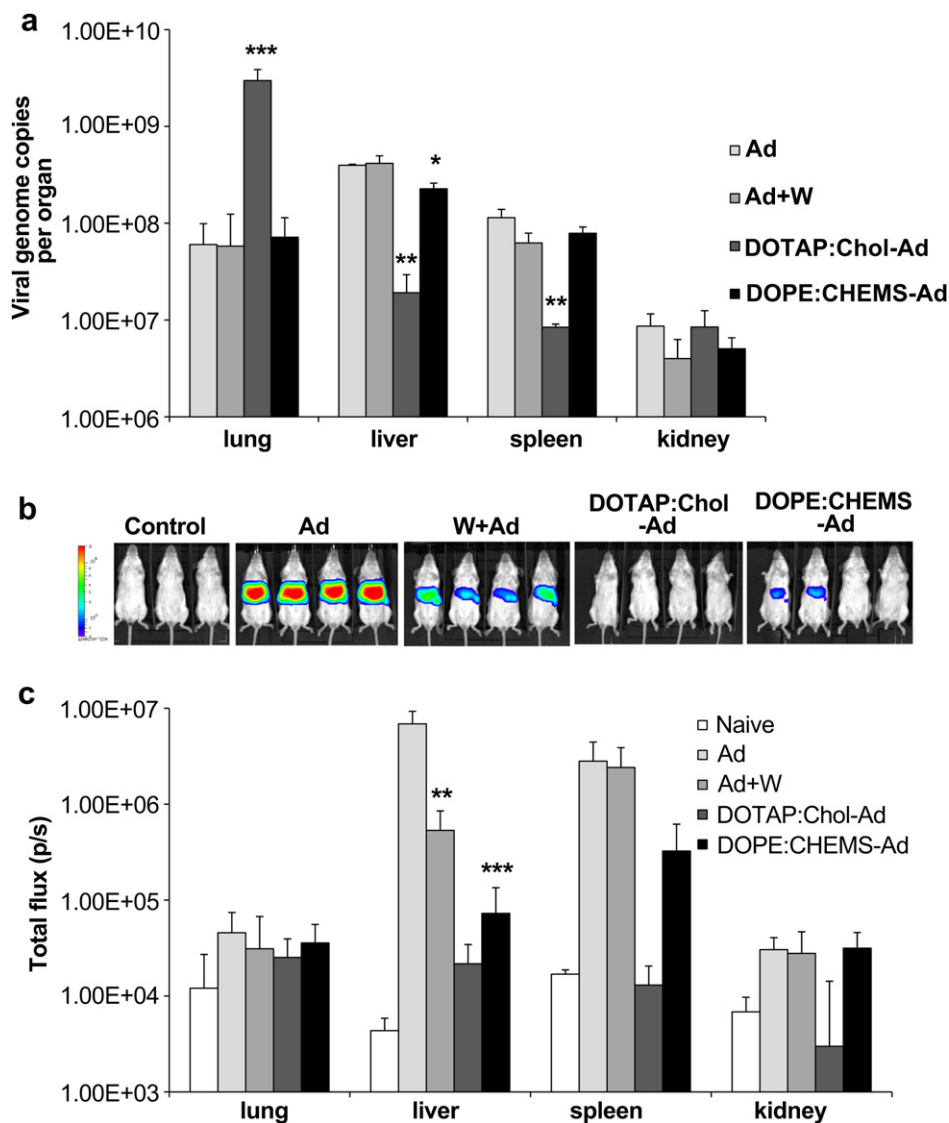 a
1.00E+10
1.00E+09
1.00E+08
1.00E+07
1.00E+06
Viral genome copies
per organ
***
**
*
**
lung liver spleen kidney
Ad
Ad+W
DOTAP:Chol-Ad
DOPE:CHEMS-Ad
b
Control
Ad
W+Ad
DOTAP:Chol
-Ad
DOPE:CHEMS
-Ad
c
1.00E+07
1.00E+06
1.00E+05
1.00E+04
1.00E+03
Total flux (p/s)
**
***
lung liver spleen kidney
Naive
Ad
Ad+W
DOTAP:Chol-Ad
DOPE:CHEMS-Ad